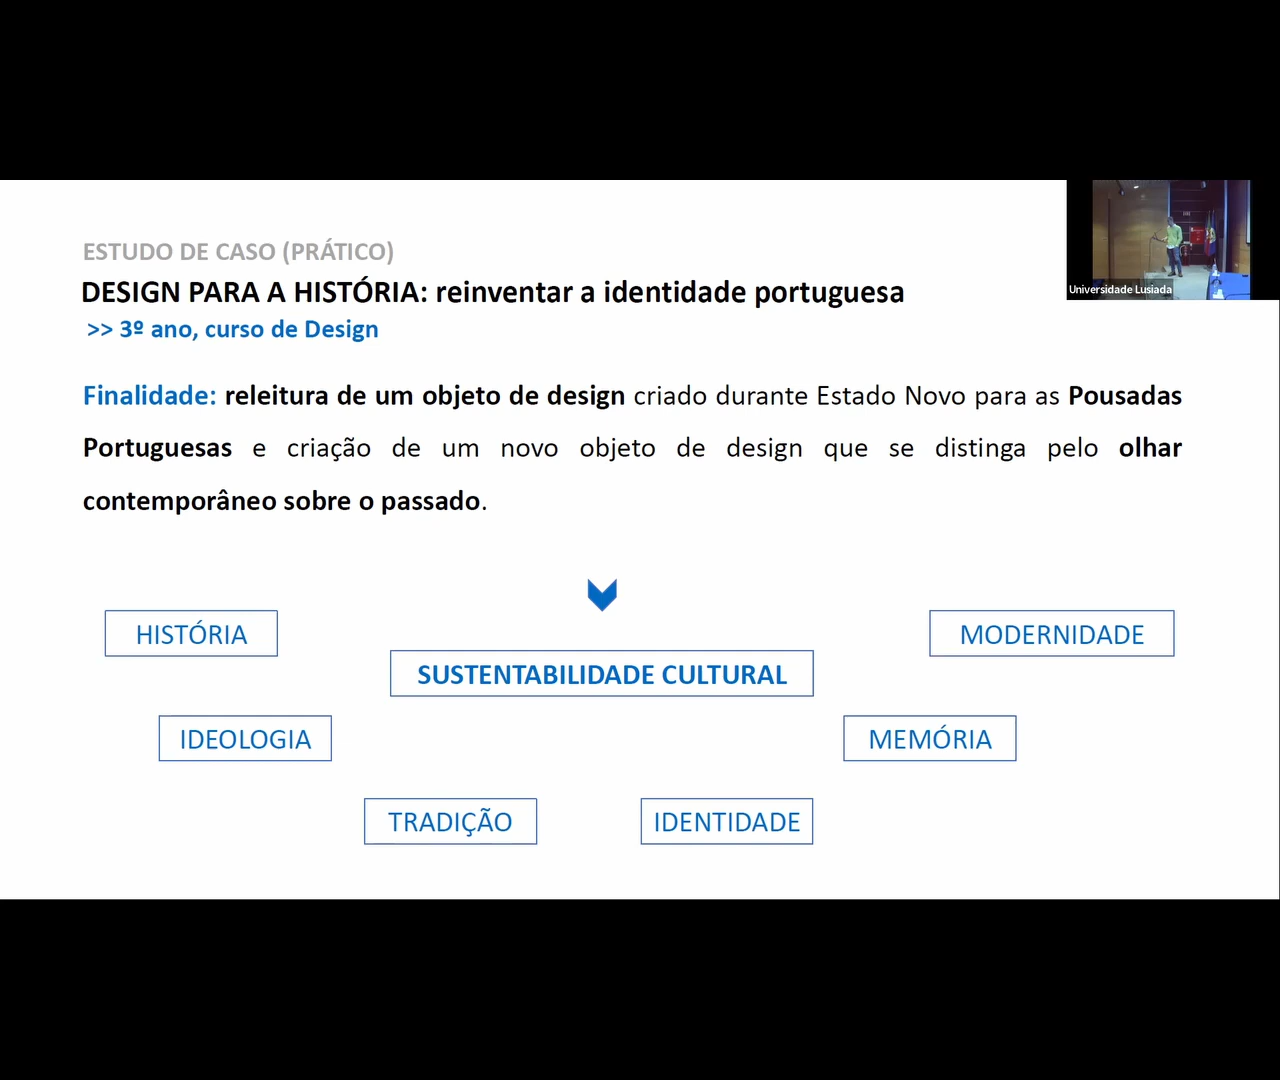 ESTUDO DE CASO (PRÁTICO)
DESIGN PARA A HISTÓRIA: reinventar a identidade portuguesa
>> 3º ano, curso de Design
Finalidade: releitura de um objeto de design criado durante Estado Novo para as Pousadas
Portuguesas e criação de um novo objeto de design que se distinga pelo olhar
contemporâneo sobre o passado.
HISTÓRIA
MODERNIDADE
SUSTENTABILIDADE CULTURAL
IDEOLOGIA
MEMÓRIA
TRADIÇÃO
IDENTIDADE
Universidade Lusiada